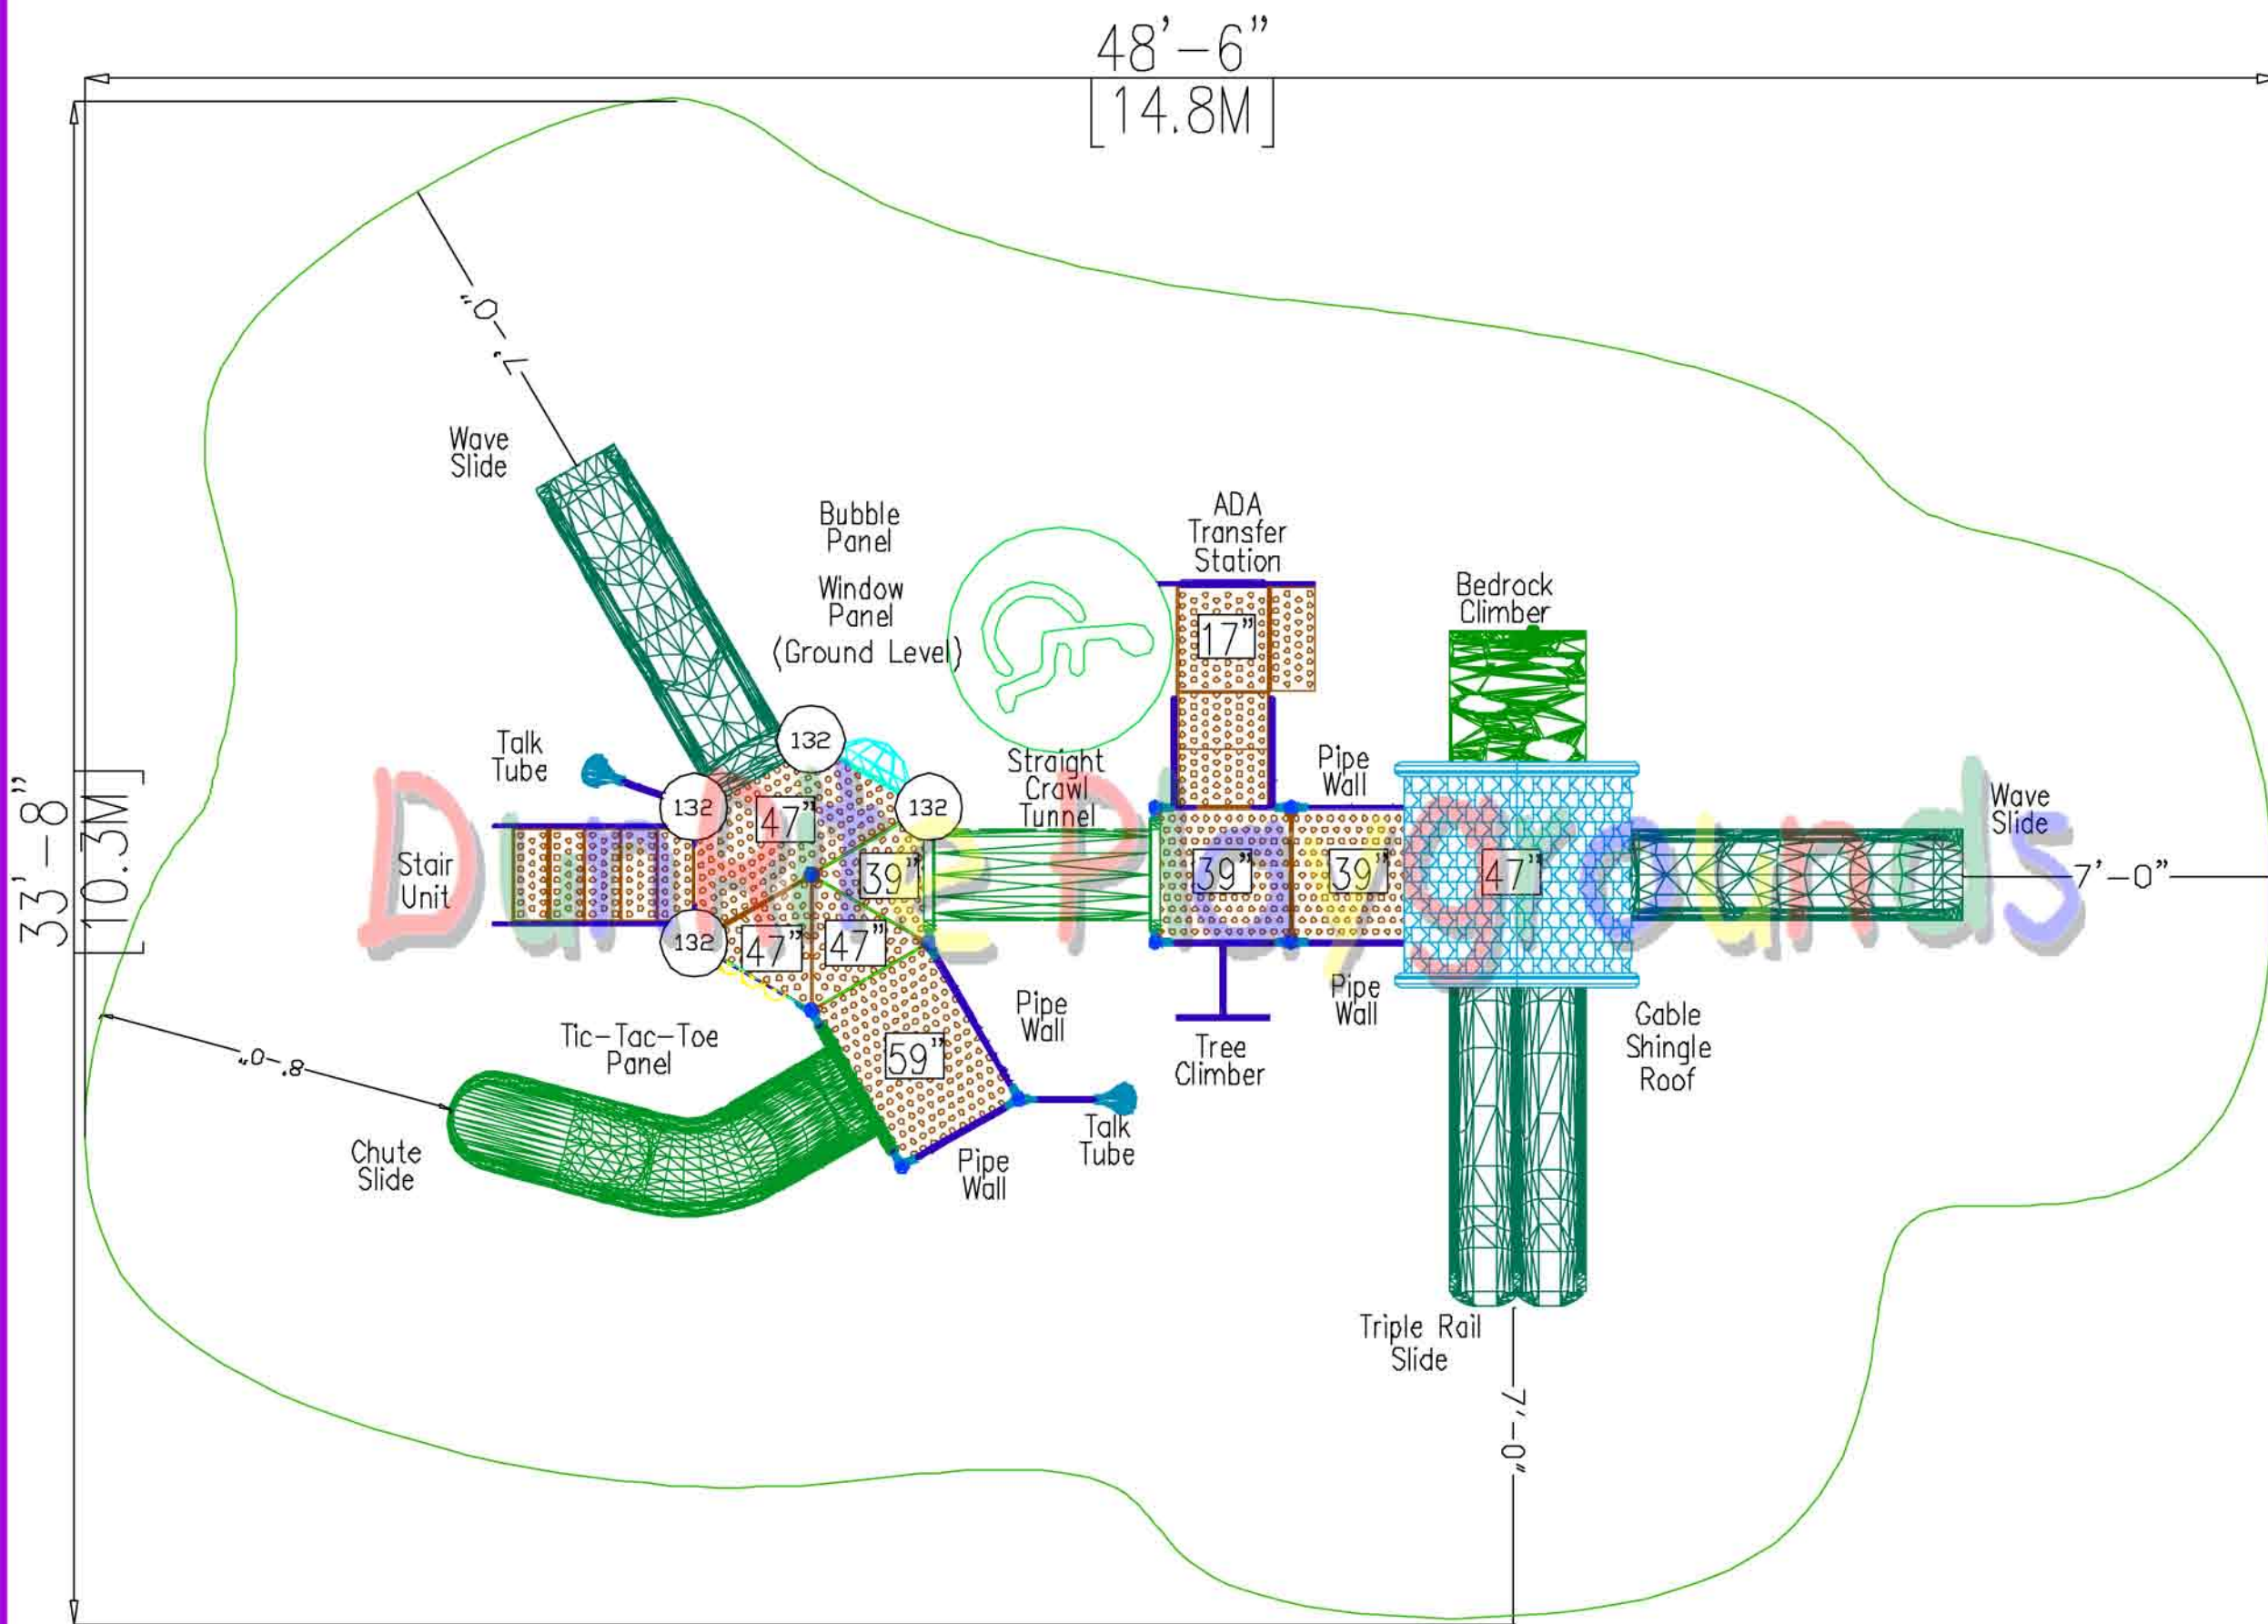 48'-6"
[14.8M]
33'-8"
[10.3M]
7'-0"
Wave
Slide
Bubble
Panel
Window
Panel
(Ground Level)
ADA
Transfer
Station
17"
Bedrock
Climber
Talk
Tube
132
132
132
132
Straight
Crawl
Tunnel
Pipe
Wall
Wave
Slide
Stair
Unit
47"
39"
39"
39"
47"
7'-0"
47"
47"
DunRite Playgrounds
8'-0"
Tic-Tac-Toe
Panel
59"
Pipe
Wall
Tree
Climber
Pipe
Wall
Gable
Shingle
Roof
Chute
Slide
Pipe
Wall
Talk
Tube
Triple Rail
Slide
7'-0"